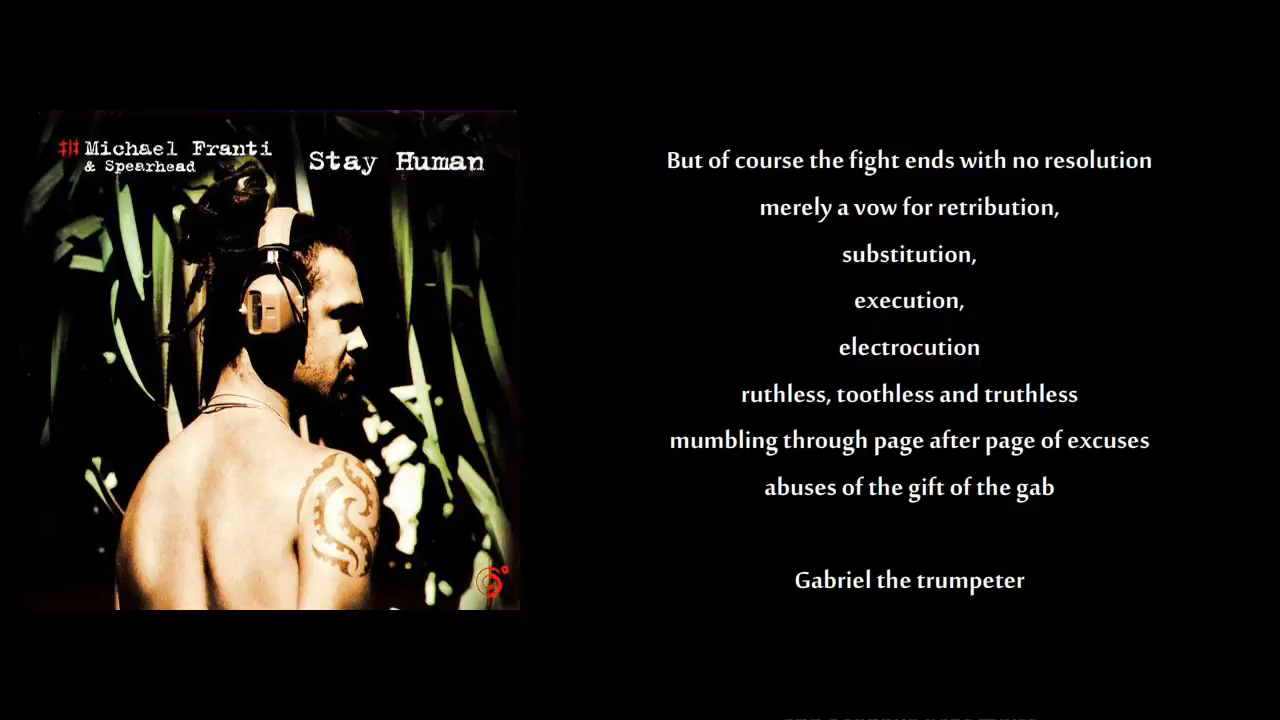 Michael Franti
& Spearhead
Stay Human
But of course the fight ends with no resolution
merely a vow for retribution,
substitution,
execution,
electrocution
ruthless, toothless and truthless
mumbling through page after page of excuses
abuses of the gift of the gab
Gabriel the trumpeter